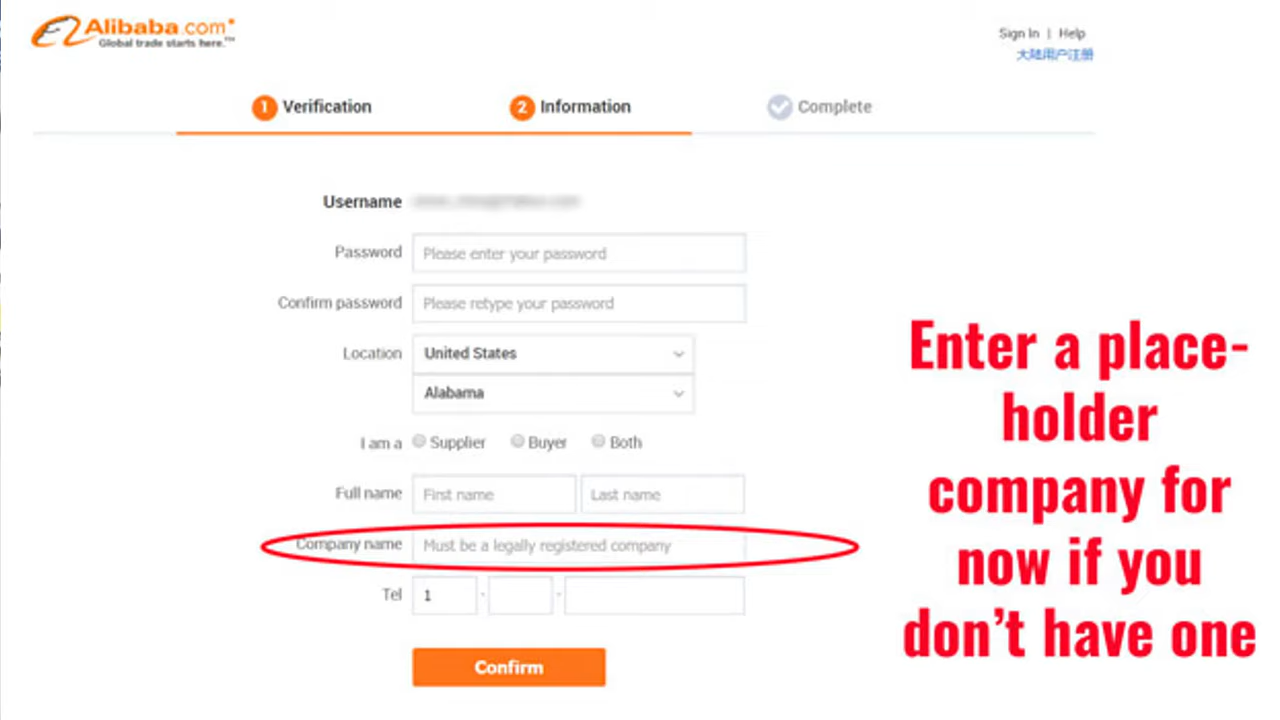 Alibaba.com
Global trade starts here.™
Sign In | Help
大陆用户注册
1 Verification
2 Information
Complete
Username
Password Please enter your password
Confirm password Please retype your password
Location United States
Alabama
I am a Supplier Buyer Both
Full name First name Last name
Company name Must be a legally registered company
Tel 1 - -
Confirm
Enter a place-
holder
company for
now if you
don't have one